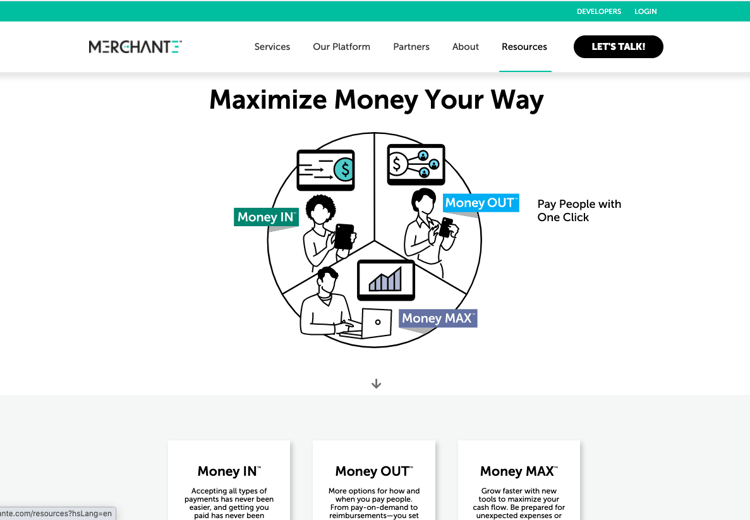 DEVELOPERS LOGIN
MERCHANTE
Services Our Platform Partners About Resources LET'S TALK!
Maximize Money Your Way
Money IN™
Money OUT™
Pay People with
One Click
Money MAX™
Money IN™
Accepting all types of
payments has never been
easier, and getting you
paid has never been
Money OUT™
More options for how and
when you pay people.
From pay-on-demand to
reimbursements—you set
Money MAX™
Grow faster with new
tools to maximize your
cash flow. Be prepared for
unexpected expenses or
ante.com/resources?hsLang=en